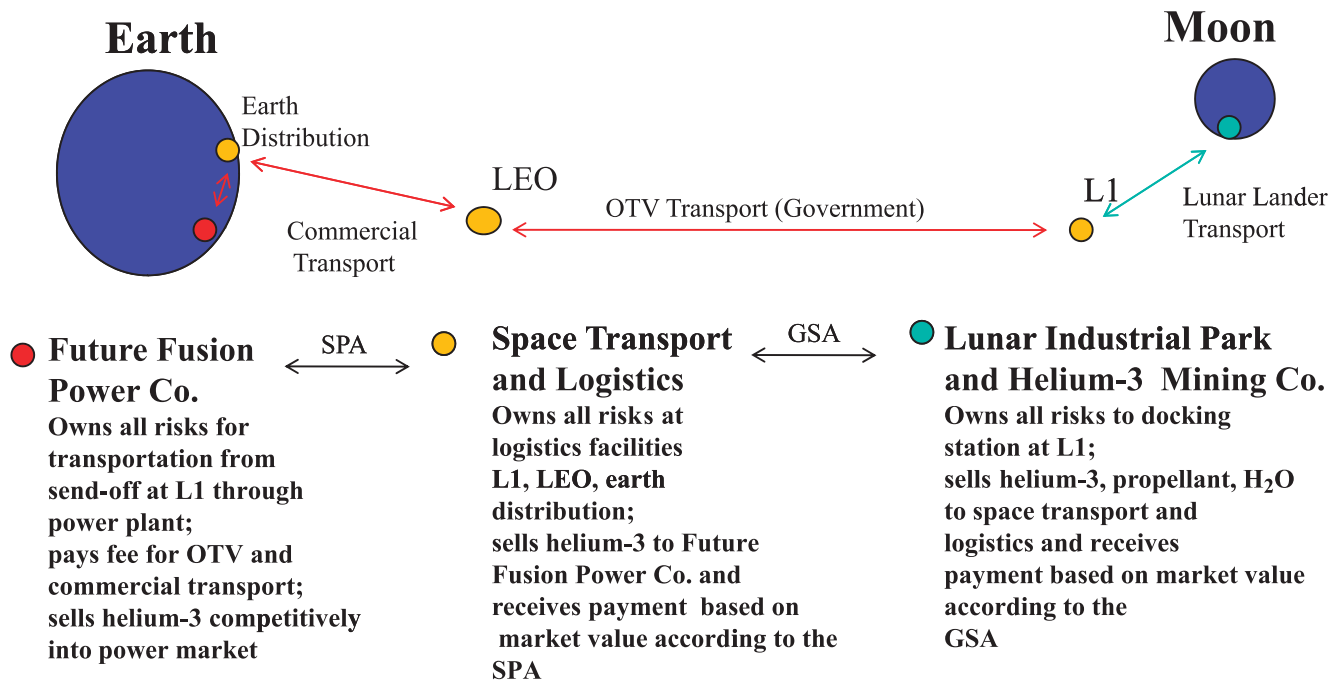 Earth
Moon
Earth
Distribution
LEO
L1
OTV Transport (Government)
Lunar Lander
Transport
Commercial
Transport
Future Fusion
Power Co.
Owns all risks for
transportation from
send-off at L1 through
power plant;
pays fee for OTV and
commercial transport;
sells helium-3 competitively
into power market
SPA
Space Transport
and Logistics
Owns all risks at
logistics facilities
L1, LEO, earth
distribution;
sells helium-3 to Future
Fusion Power Co. and
receives payment based on
market value according to the
SPA
GSA
Lunar Industrial Park
and Helium-3 Mining Co.
Owns all risks to docking
station at L1;
sells helium-3, propellant, H₂O
to space transport and
logistics and receives
payment based on market value
according to the
GSA